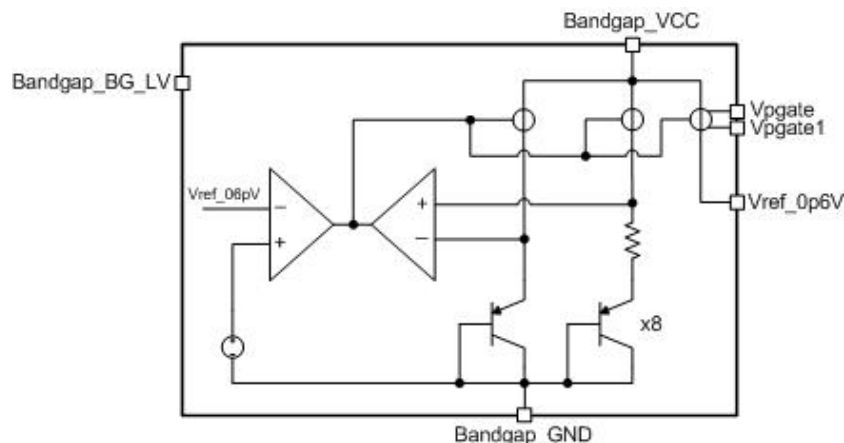 Bandgap_VCC
Bandgap_BG_LV
Vpgate
Vpgate1
Vref_06pV
Vref_0p6V
−
+
+
−
x8
Bandgap_GND